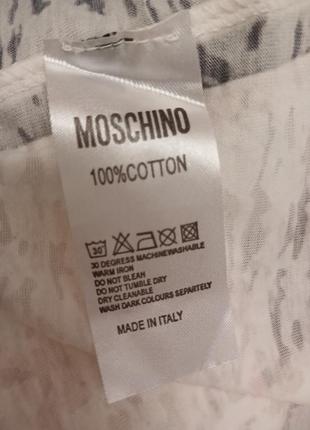 MOSCHINO
100%COTTON
30
30 DEGRESS MACHINEWASHABLE
WARM IRON
DO NOT BLEAH
DO NOT TUMBLE DRY
DRY CLEANABLE
WASH DARK COLOURS SEPARTELY
MADE IN ITALY